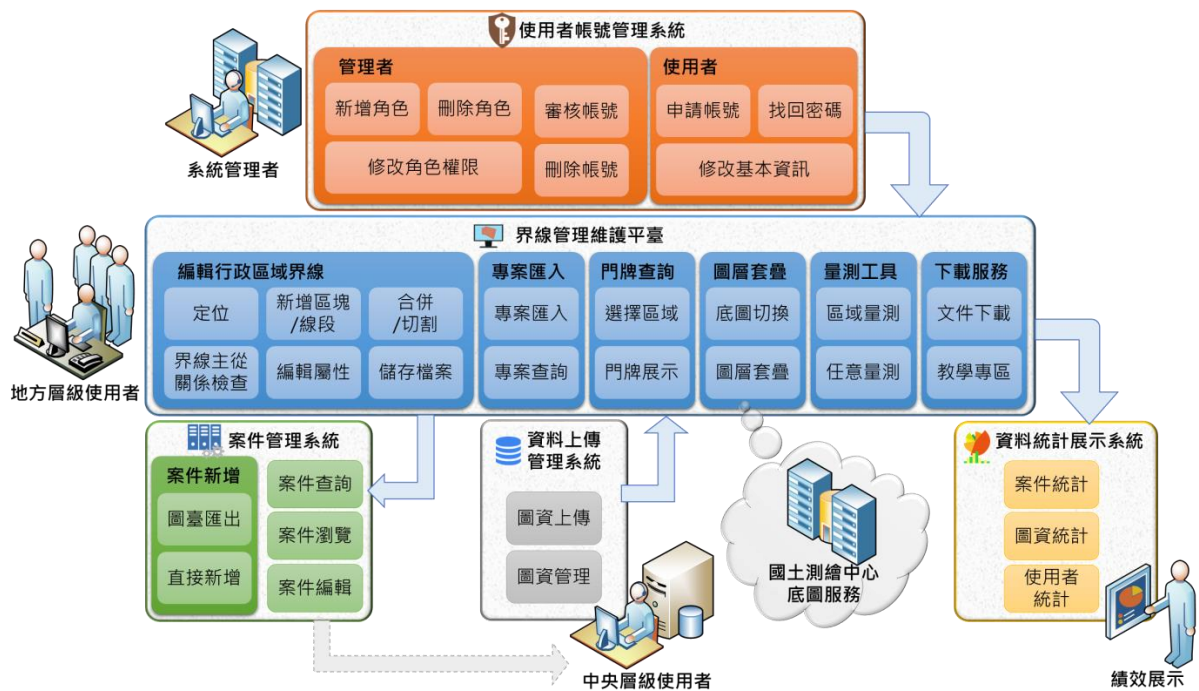 使用者帳號管理系統
管理者
新增角色
刪除角色
審核帳號
修改角色權限
刪除帳號
使用者
申請帳號
找回密碼
修改基本資訊
系統管理者
界線管理維護平臺
編輯行政區域界線
定位
新增區塊
/線段
合併
/切割
界線主從
關係檢查
編輯屬性
儲存檔案
專案匯入
專案匯入
專案查詢
門牌查詢
選擇區域
門牌展示
圖層套疊
底圖切換
圖層套疊
量測工具
區域量測
任意量測
下載服務
文件下載
教學專區
地方層級使用者
案件管理系統
案件新增
圖臺匯出
直接新增
案件查詢
案件瀏覽
案件編輯
資料上傳
管理系統
圖資上傳
圖資管理
國土測繪中心
底圖服務
資料統計展示系統
案件統計
圖資統計
使用者
統計
中央層級使用者
績效展示